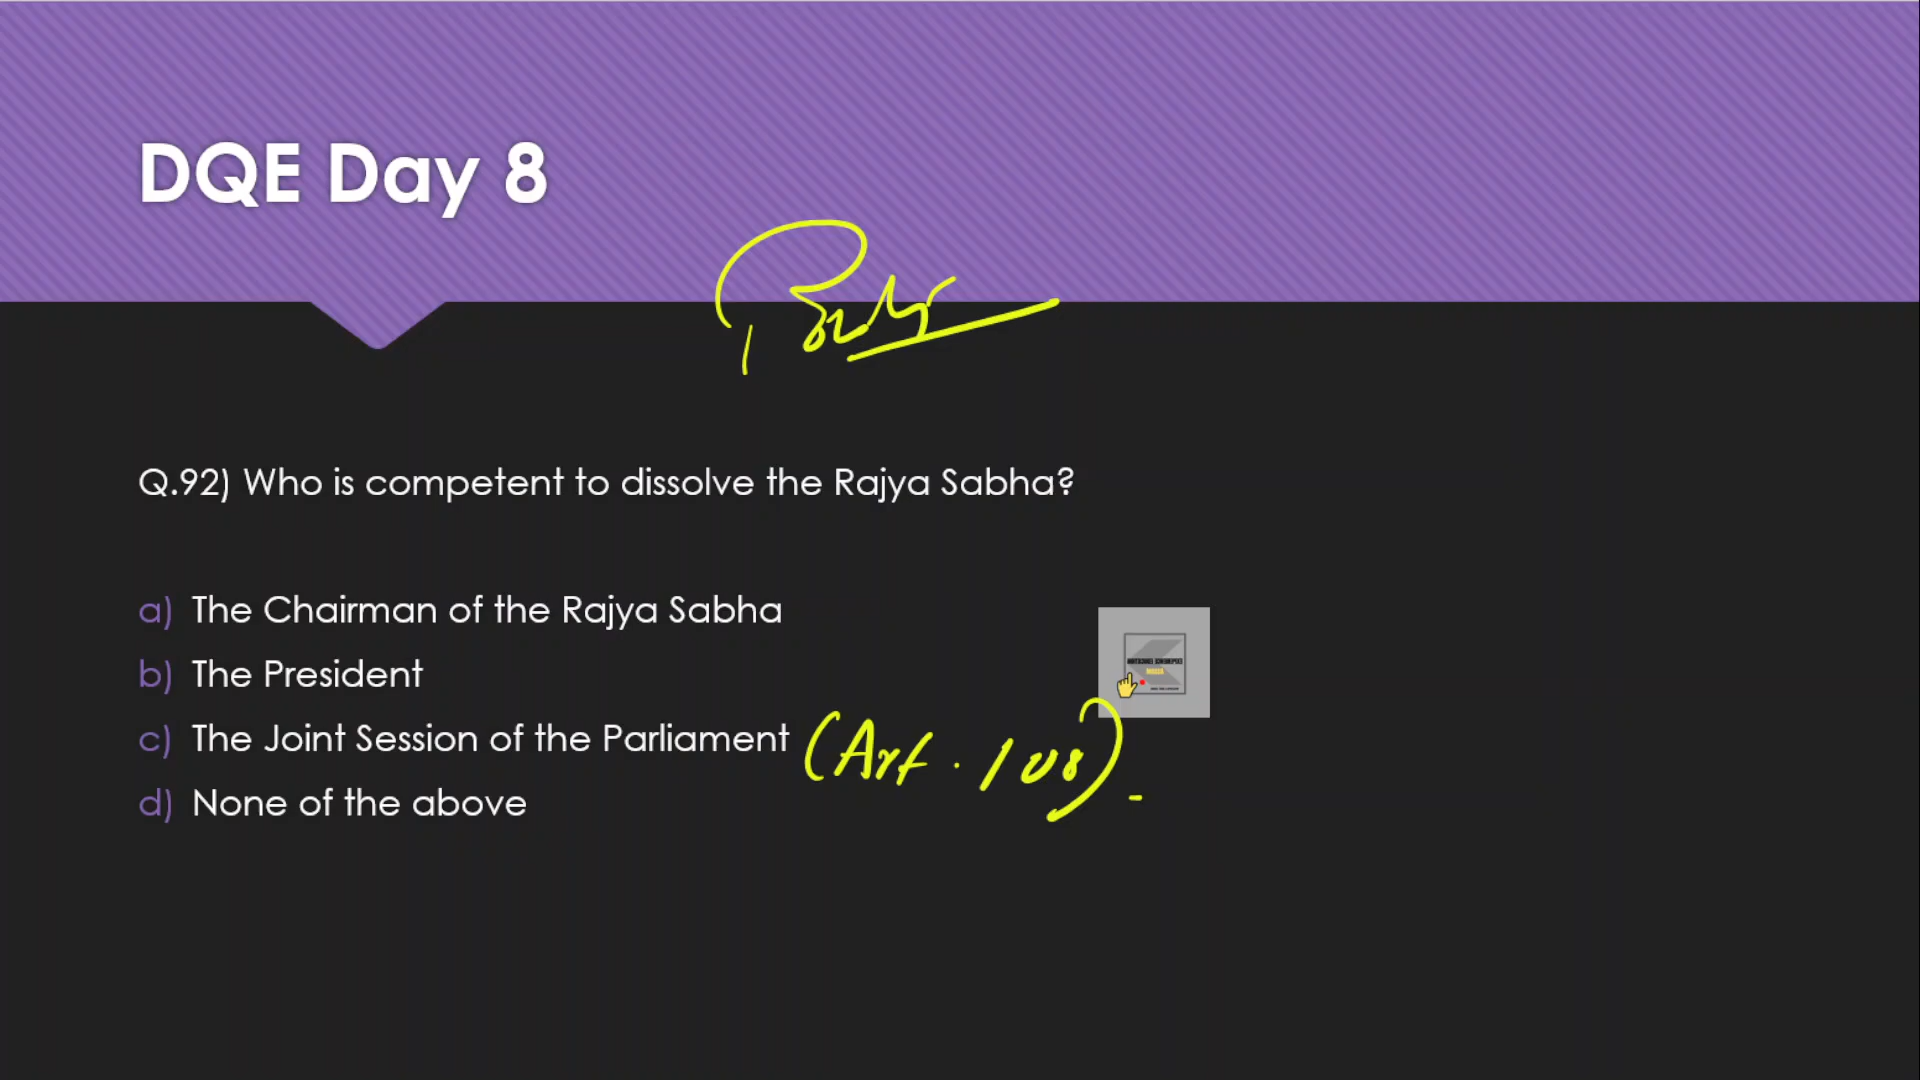 DQE Day 8
Polity
Q.92) Who is competent to dissolve the Rajya Sabha?
a) The Chairman of the Rajya Sabha
b) The President
c) The Joint Session of the Parliament (Art. 108)
d) None of the above